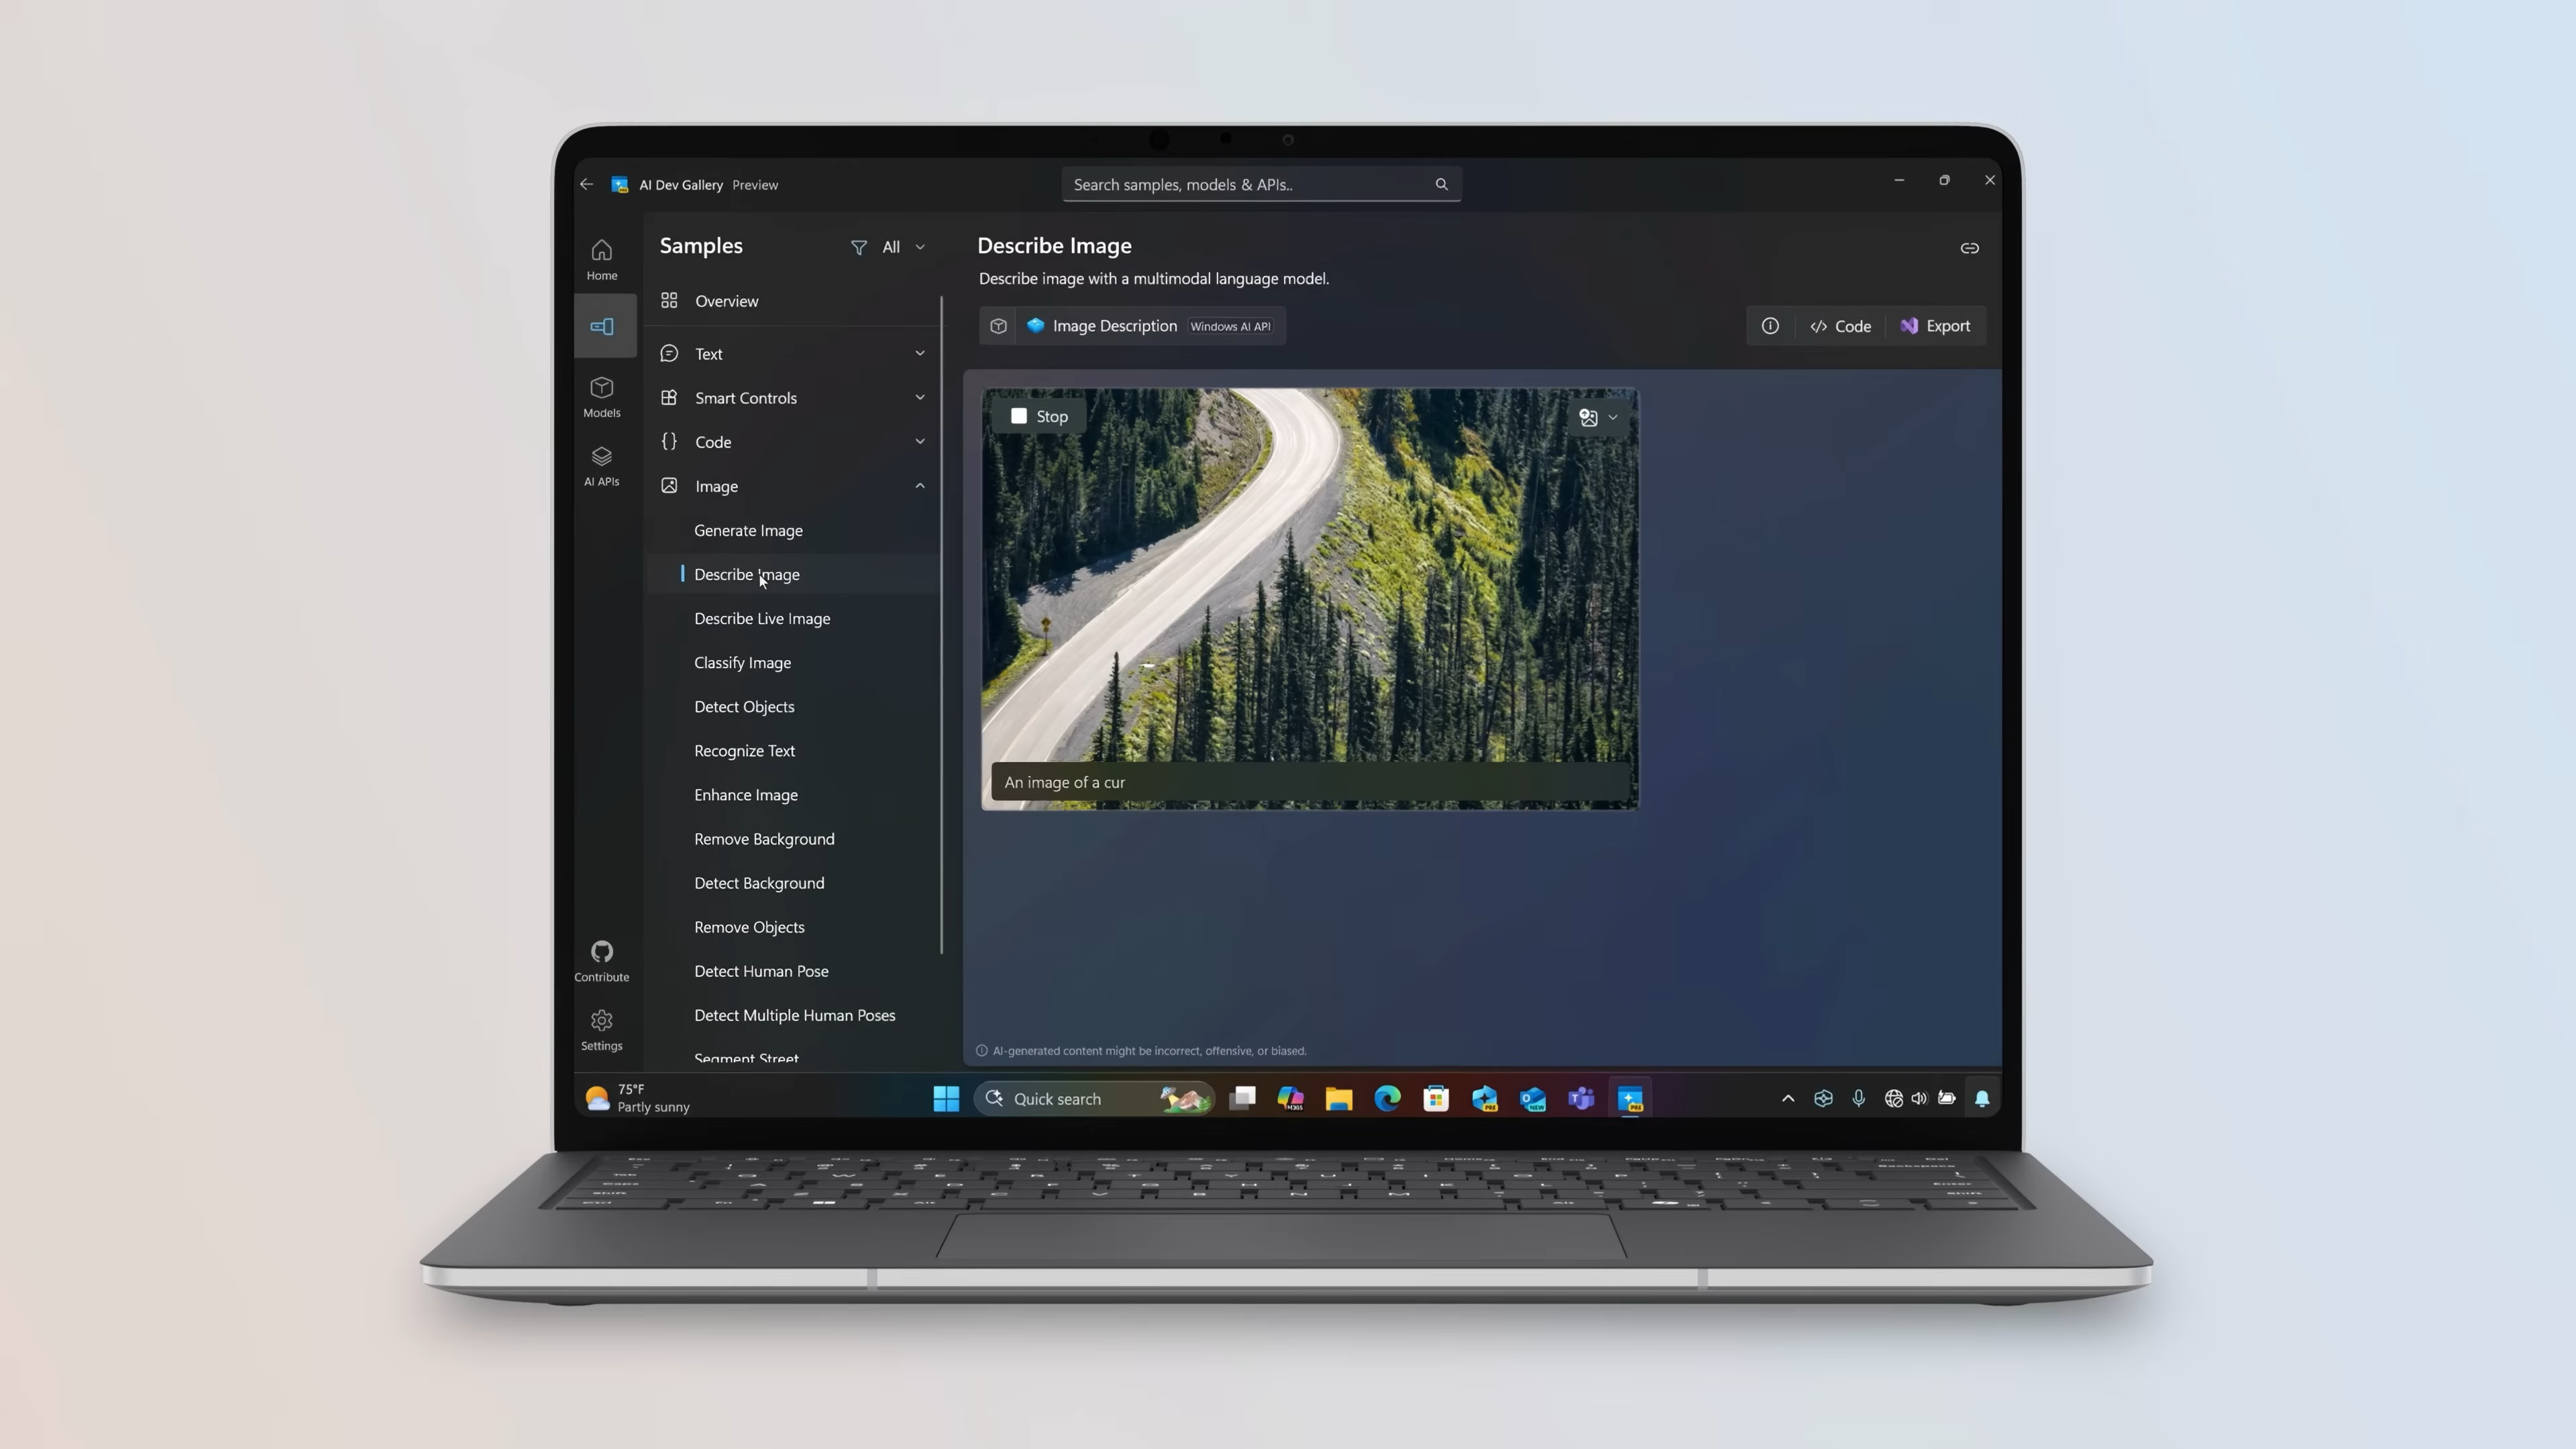 AI Dev Gallery Preview
Search samples, models & APIs..
Home
Models
AI APIs
Contribute
Settings
Samples
All
Overview
Text
Smart Controls
Code
Image
Generate Image
Describe Image
Describe Live Image
Classify Image
Detect Objects
Recognize Text
Enhance Image
Remove Background
Detect Background
Remove Objects
Detect Human Pose
Detect Multiple Human Poses
Segment Street
Describe Image
Describe image with a multimodal language model.
Image Description Windows AI API
Code
Export
Stop
An image of a cur
AI-generated content might be incorrect, offensive, or biased.
75°F
Partly sunny
Quick search
M365
PRE
NEW
PRE